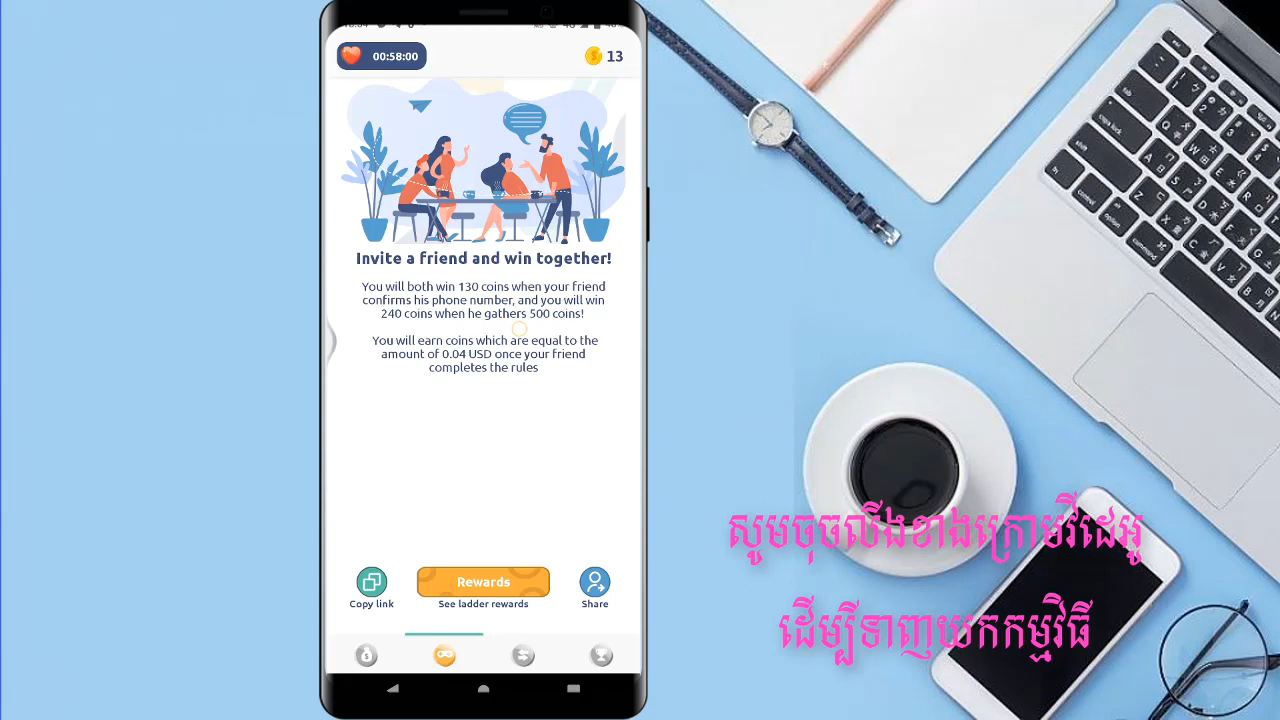 00:58:00
13
Invite a friend and win together!
You will both win 130 coins when your friend
confirms his phone number, and you will win
240 coins when he gathers 500 coins!
You will earn coins which are equal to the
amount of 0.04 USD once your friend
completes the rules
Copy link
Rewards
See ladder rewards
Share
សូមចុចលីងខាងក្រោមវីដេអូ
ដើម្បីទាញយកកម្មវិធី